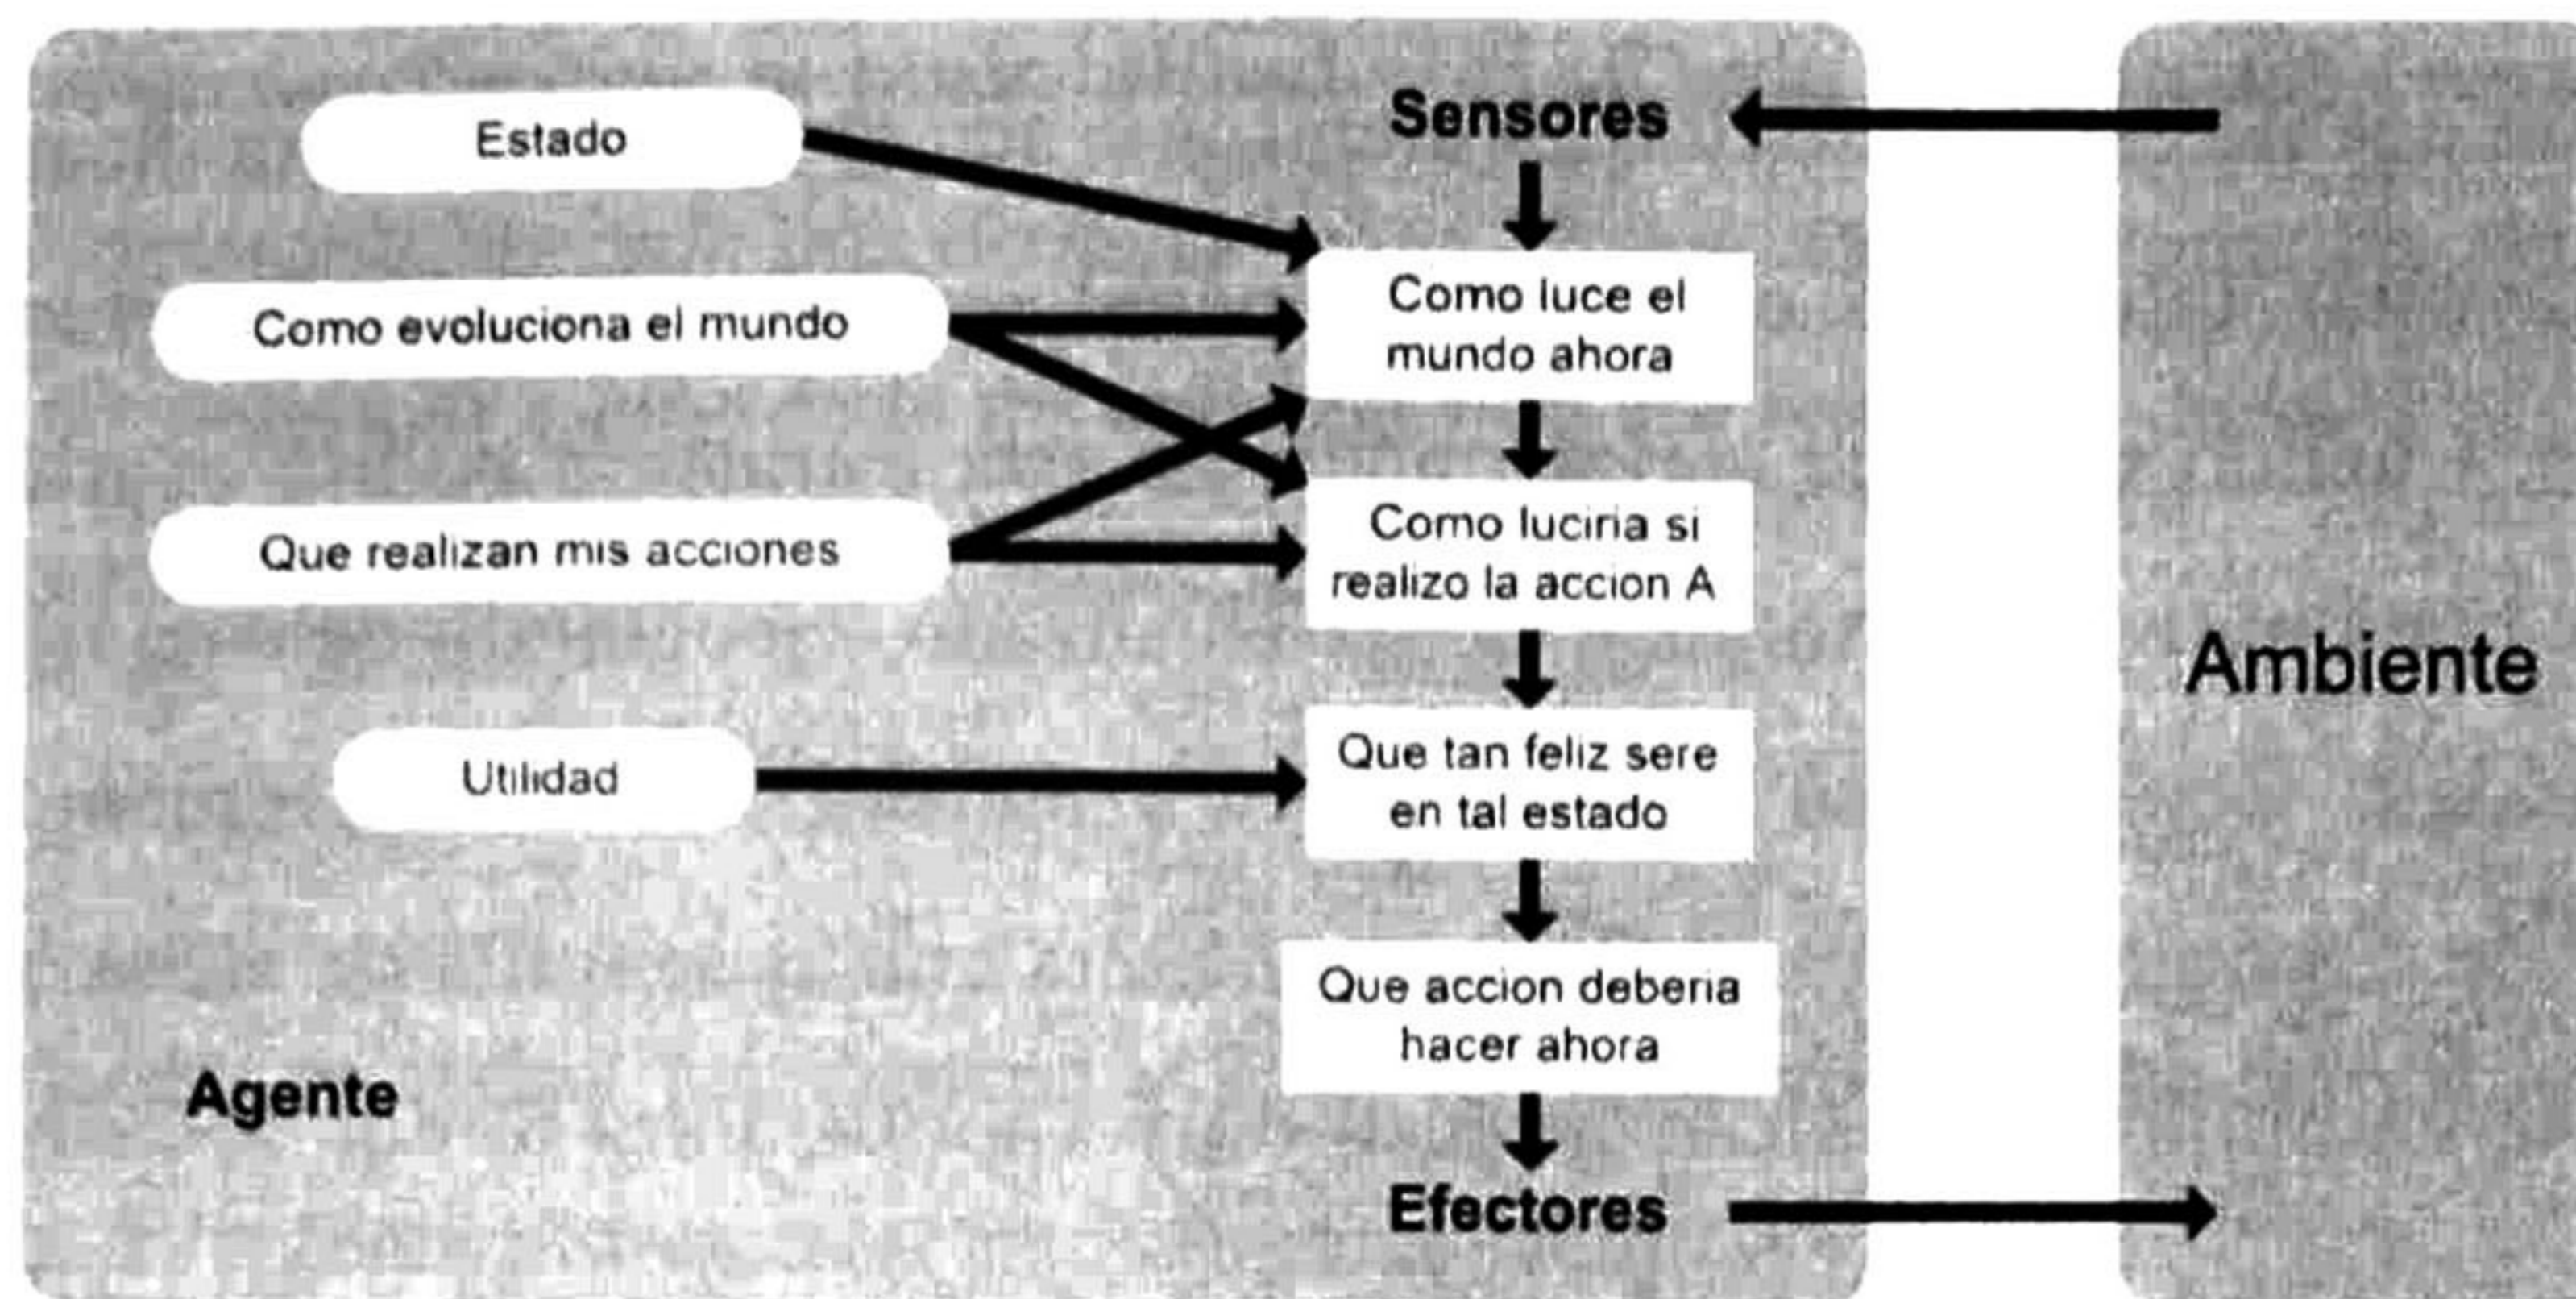 Estado
Sensores
Como evoluciona el mundo
Como luce el
mundo ahora
Que realizan mis acciones
Como luciria si
realizo la accion A
Utilidad
Que tan feliz sere
en tal estado
Que accion deberia
hacer ahora
Agente
Efectores
Ambiente